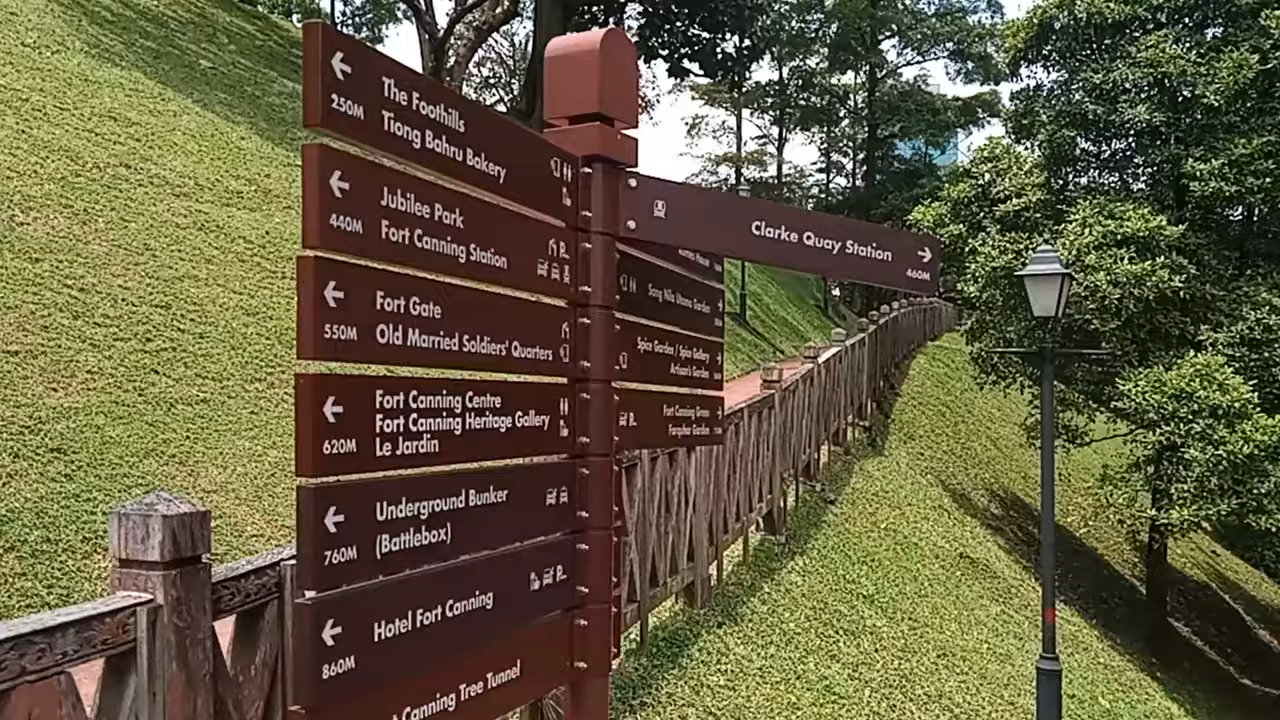 The Foothills
Tiong Bahru Bakery
250M
Jubilee Park
Fort Canning Station
440M
Fort Gate
Old Married Soldiers' Quarters
550M
Fort Canning Centre
Fort Canning Heritage Gallery
Le Jardin
620M
Underground Bunker
(Battlebox)
760M
Hotel Fort Canning
860M
Canning Tree Tunnel
Clarke Quay Station
460M
House
Sang Nila Utama Garden
Spice Garden / Spice Gallery
Artisan's Garden
Fort Canning Green
Farquhar Garden